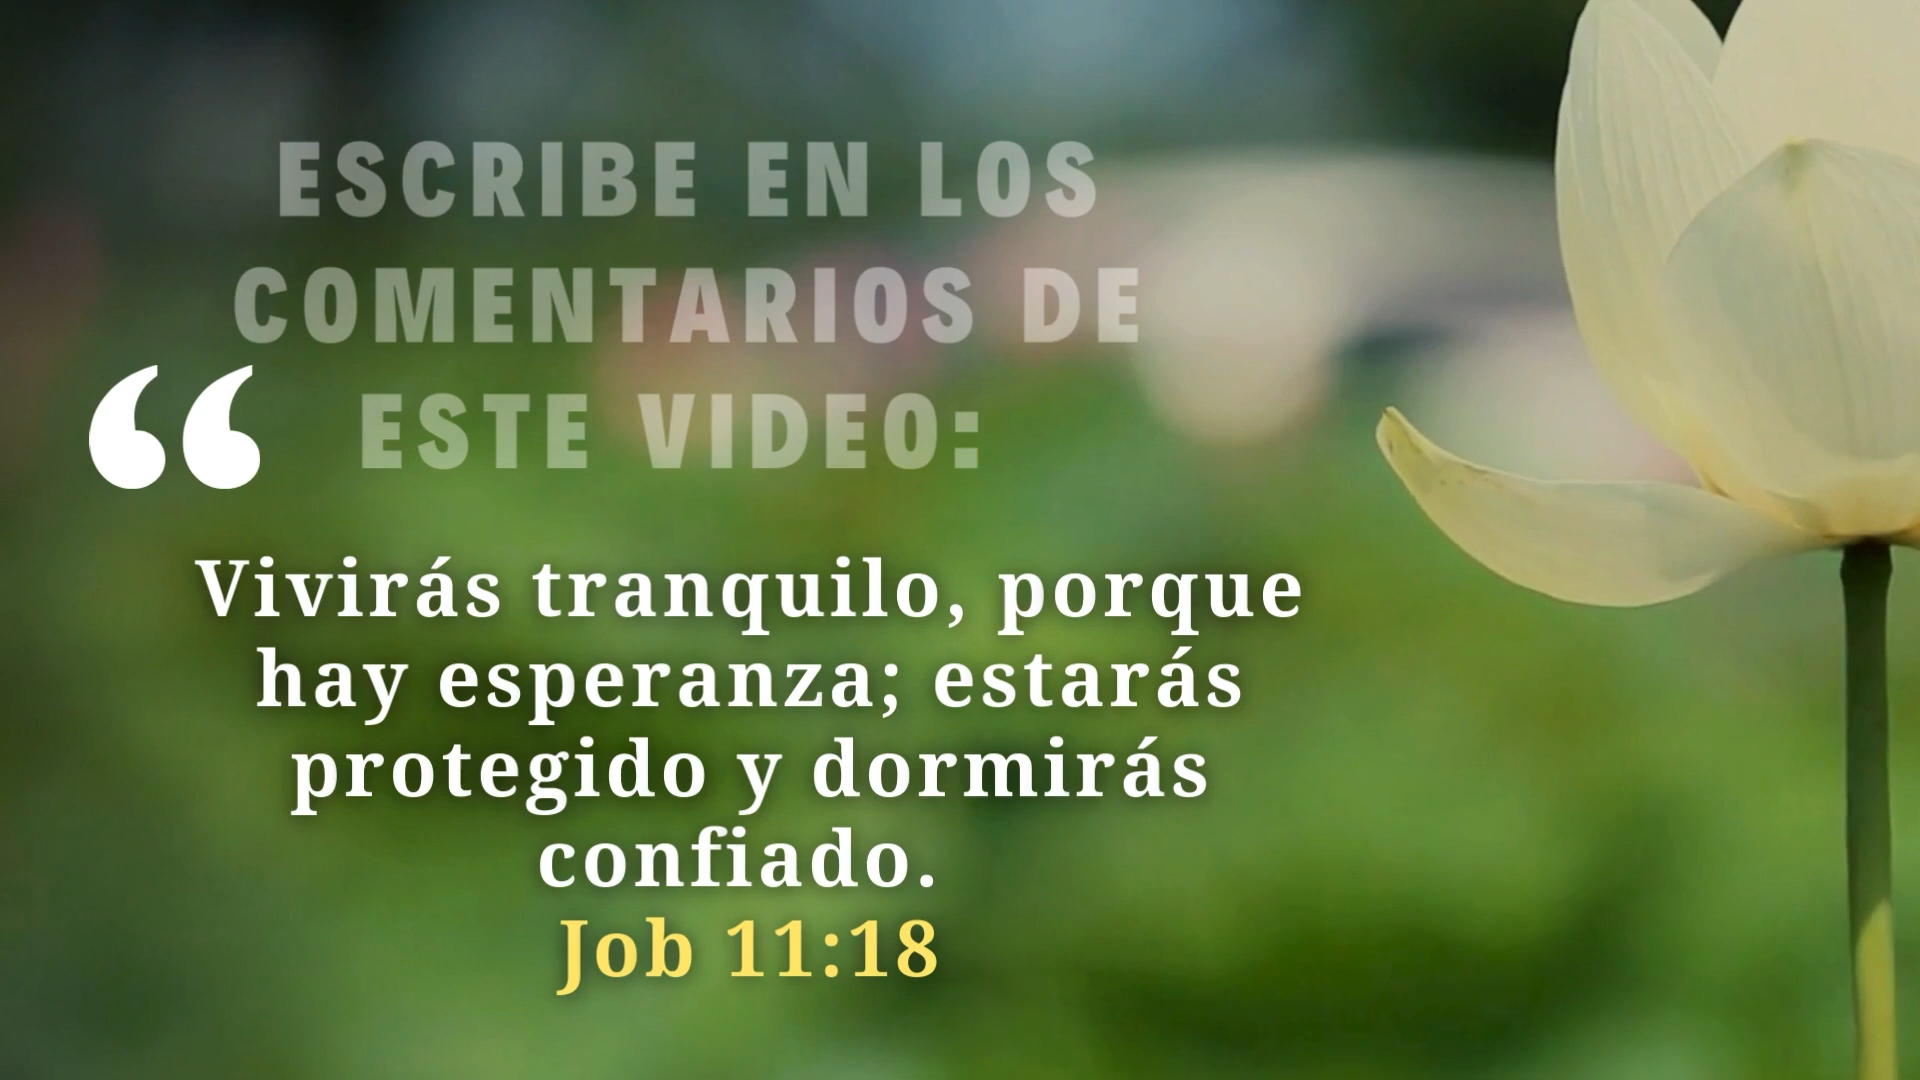 ESCRIBE EN LOS
COMENTARIOS DE
ESTE VIDEO:
“
Vivirás tranquilo, porque
hay esperanza; estarás
protegido y dormirás
confiado.
Job 11:18